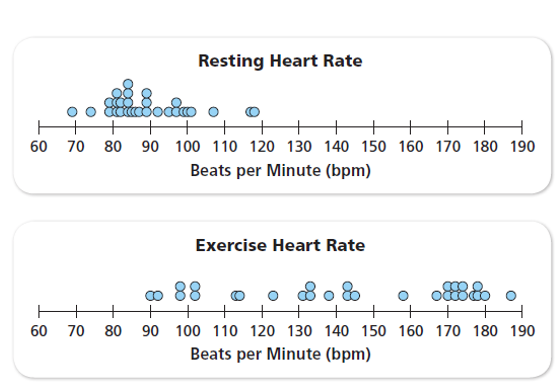 Resting Heart Rate
60 70 80 90 100 110 120 130 140 150 160 170 180 190
Beats per Minute (bpm)
Exercise Heart Rate
60 70 80 90 100 110 120 130 140 150 160 170 180 190
Beats per Minute (bpm)